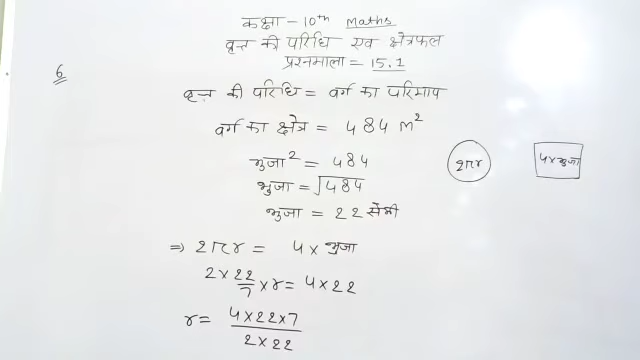 कक्षा - 10th Maths
वृत्त की परिधि एवं क्षेत्रफल
प्रश्नमाला = 15.1
6
वृत्त की परिधि = वर्ग का परिमाप
वर्ग का क्षेत्र = 484 m²
भुजा² = 484
भुजा = √484
भुजा = 22 सेमी
2πr
4x भुजा
⇒ 2πr = 4 x भुजा
2 x 22/7 x r = 4 x 22
r = 4 x 22 x 7
2 x 22